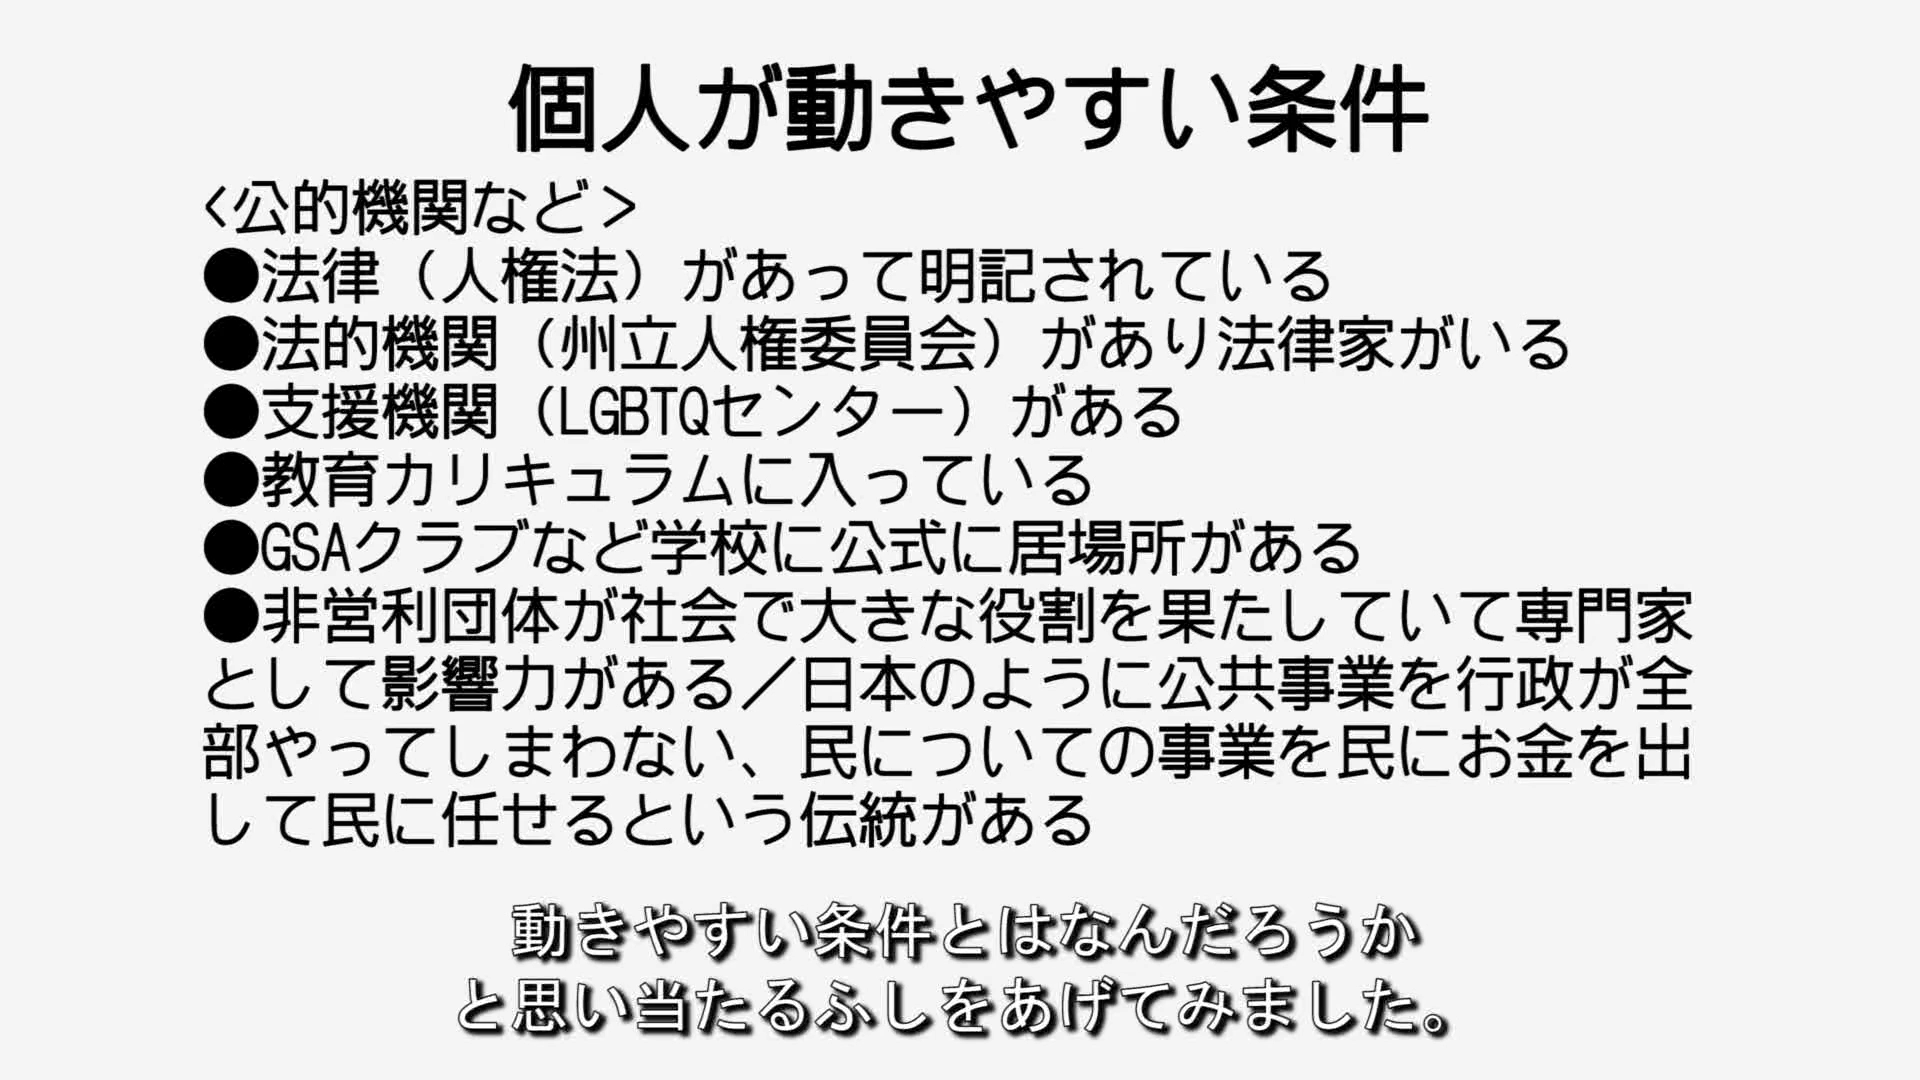 個人が動きやすい条件
<公的機関など>
●法律（人権法）があって明記されている
●法的機関（州立人権委員会）があり法律家がいる
●支援機関（LGBTQセンター）がある
●教育カリキュラムに入っている
●GSAクラブなど学校に公式に居場所がある
●非営利団体が社会で大きな役割を果たしていて専門家
として影響力がある／日本のように公共事業を行政が全
部やってしまわない、民についての事業を民にお金を出
して民に任せるという伝統がある
動きやすい条件とはなんだろうか
と思い当たるふしをあげてみました。